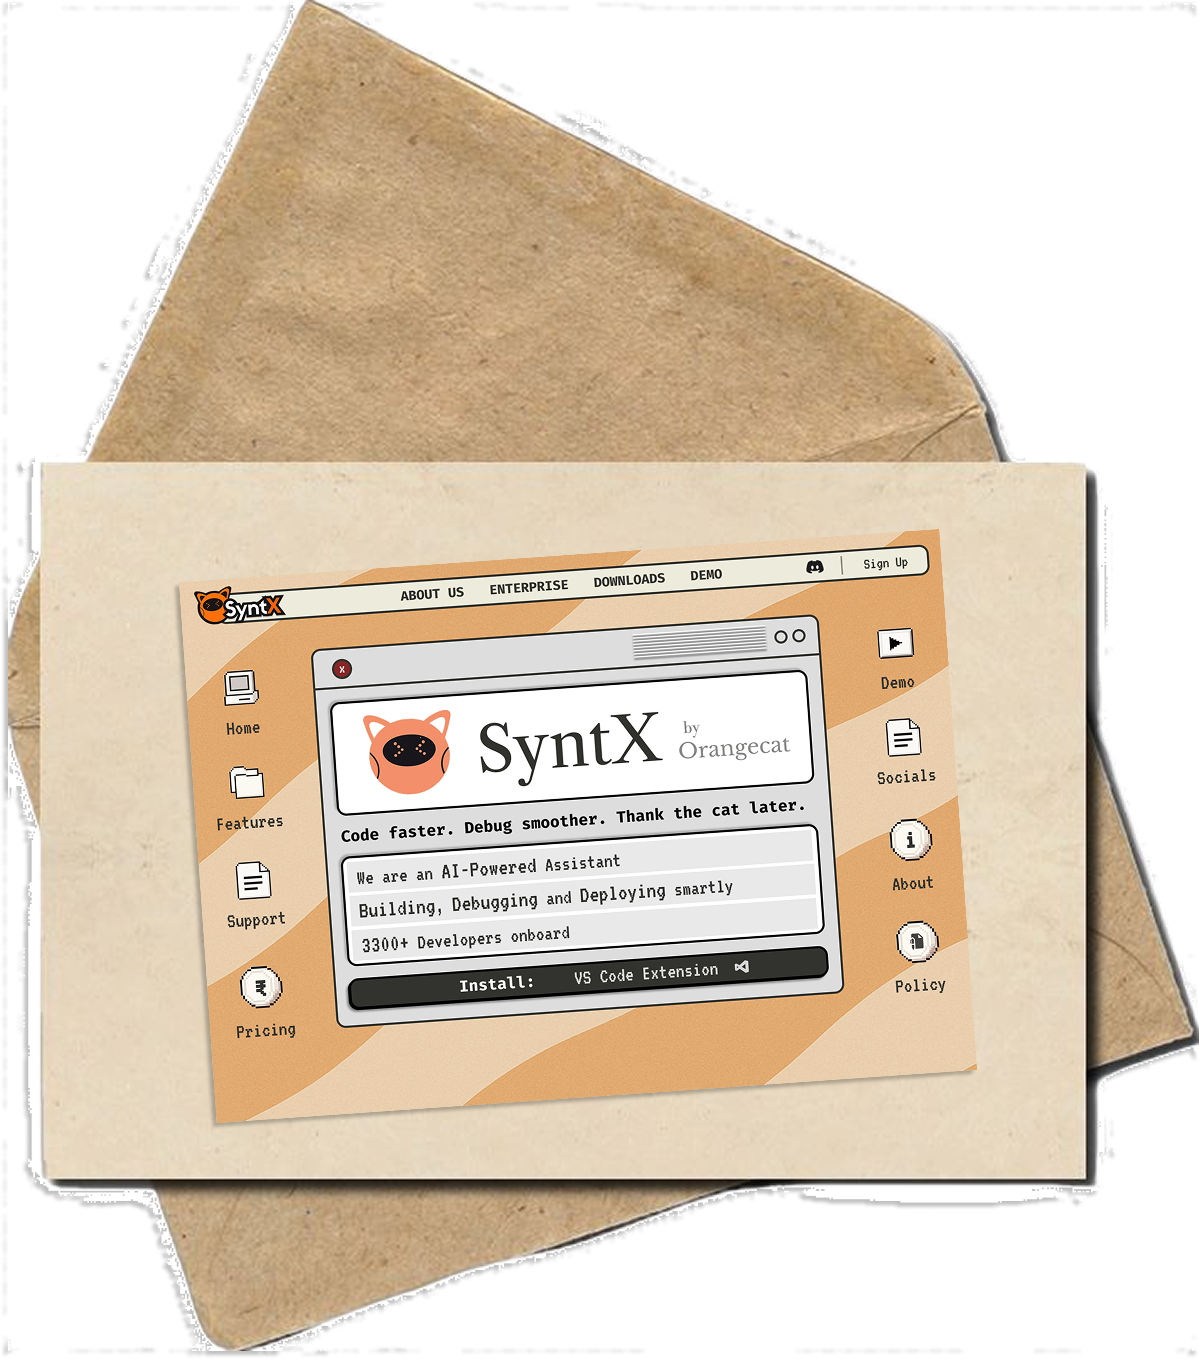 SyntX
ABOUT US ENTERPRISE DOWNLOADS DEMO
Sign Up
x
Home
Features
Support
₹
Pricing
SyntX by Orangecat
Code faster. Debug smoother. Thank the cat later.
We are an AI-Powered Assistant
Building, Debugging and Deploying smartly
3300+ Developers onboard
Install: VS Code Extension
Demo
Socials
i
About
Policy